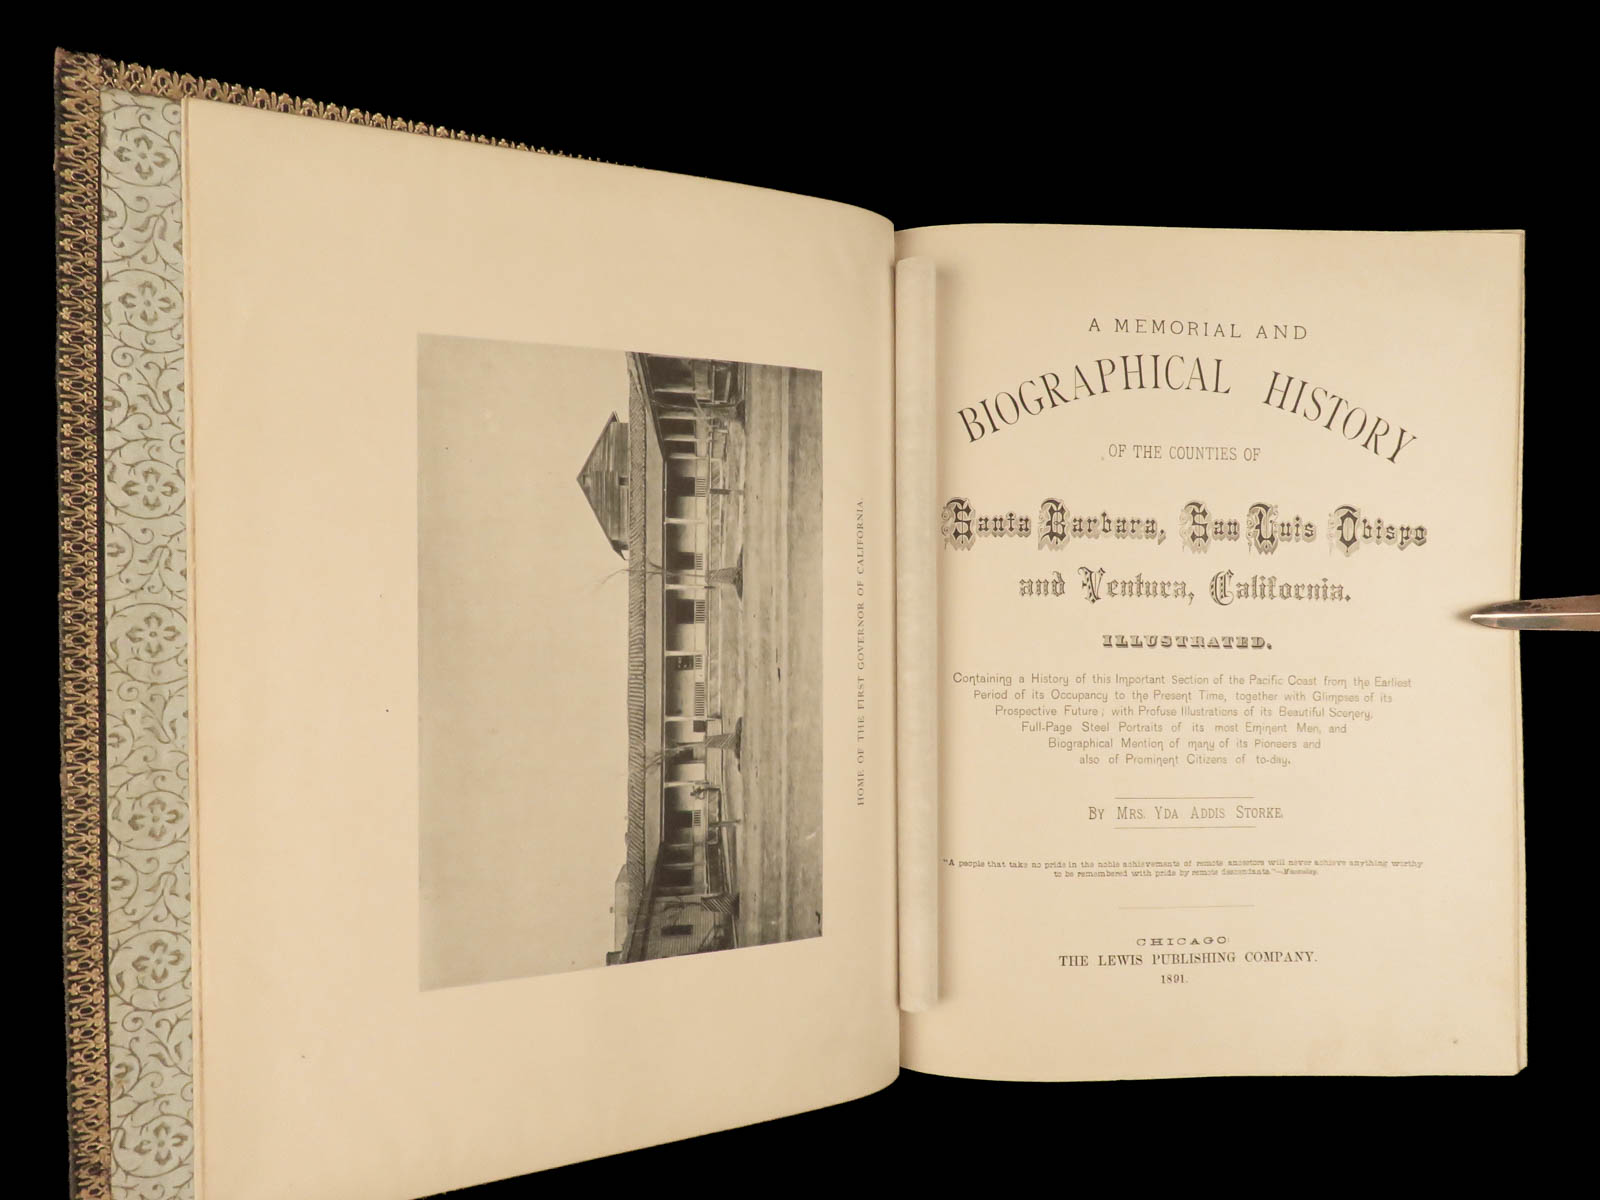 HOME OF THE FIRST GOVERNOR OF CALIFORNIA.
A MEMORIAL AND
BIOGRAPHICAL HISTORY
OF THE COUNTIES OF
Santa Barbara, San Luis Obispo
and Ventura, California.
ILLUSTRATED.
Containing a History of this Important Section of the Pacific Coast from the Earliest
Period of its Occupancy to the Present Time, together with Glimpses of its
Prospective Future; with Profuse Illustrations of its Beautiful Scenery,
Full-Page Steel Portraits of its most Eminent Men, and
Biographical Mention of many of its Pioneers and
also of Prominent Citizens of to-day.
BY MRS. YDA ADDIS STORKE.
"A people that take no pride in the noble achievements of remote ancestors will never achieve anything worthy
to be remembered with pride by remote descendants."—Macaulay.
CHICAGO:
THE LEWIS PUBLISHING COMPANY.
1891.